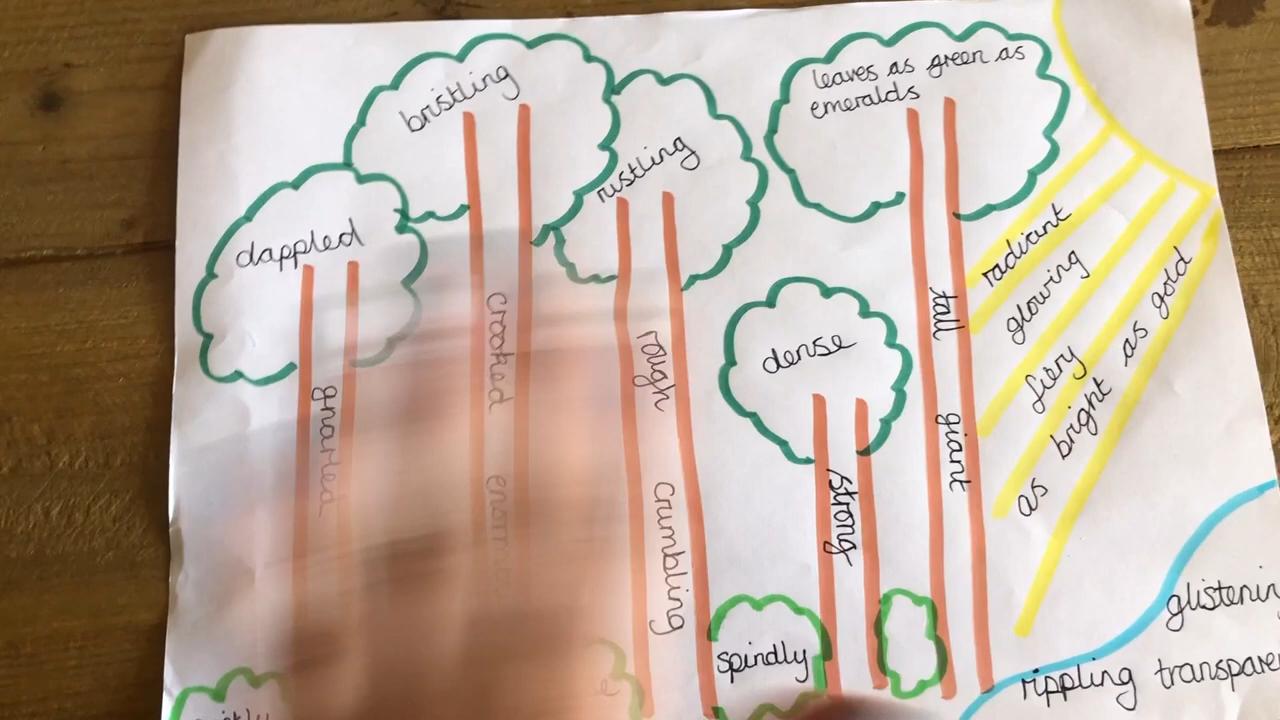 bristling
leaves as green as
emeralds
rustling
dappled
radiant
glowing
fiery
as bright as gold
dense
tall giant
crooked
rough crumbling
gnarled
strong
spindly
rippling